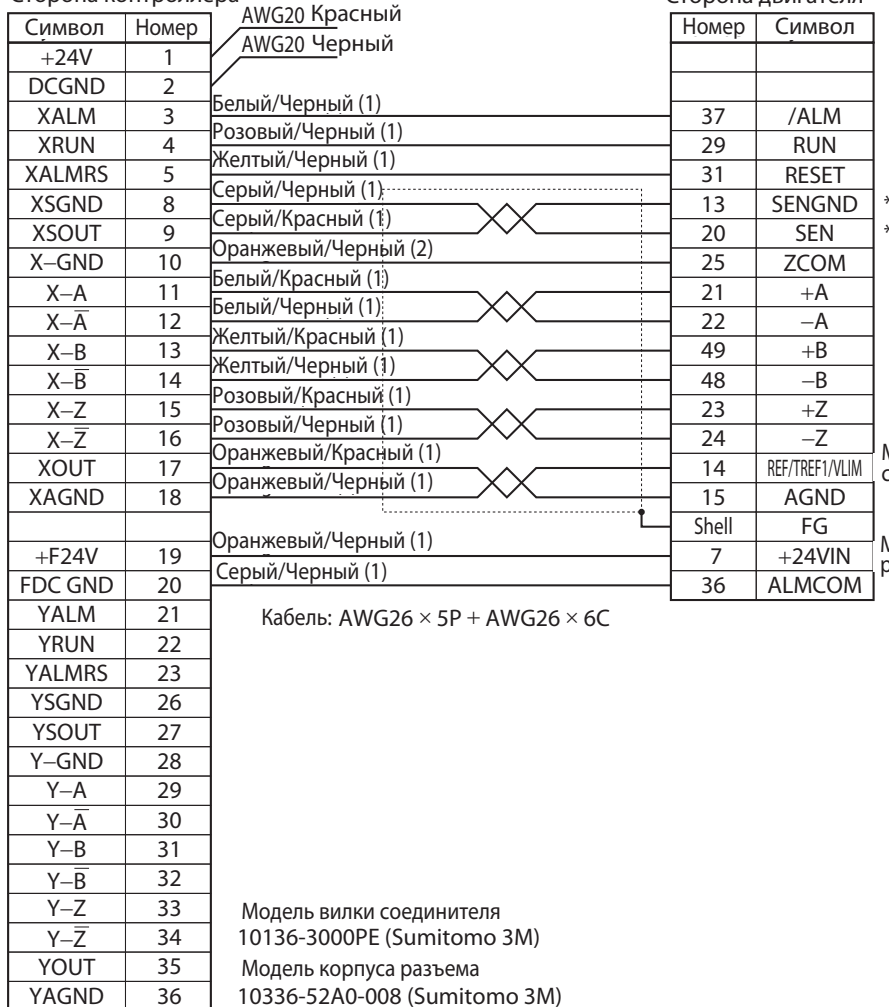 Сторона контроллера
Сторона двигателя
AWG20 Красный
AWG20 Черный
Символ Номер
+24V 1
DCGND 2
XALM 3
XRUN 4
XALMRS 5
XSGND 8
XSOUT 9
X–GND 10
X–A 11
X–A̅ 12
X–B 13
X–B̅ 14
X–Z 15
X–Z̅ 16
XOUT 17
XAGND 18
+F24V 19
FDC GND 20
YALM 21
YRUN 22
YALMRS 23
YSGND 26
YSOUT 27
Y–GND 28
Y–A 29
Y–A̅ 30
Y–B 31
Y–B̅ 32
Y–Z 33
Y–Z̅ 34
YOUT 35
YAGND 36
Белый/Черный (1)
Розовый/Черный (1)
Желтый/Черный (1)
Серый/Черный (1)
Серый/Красный (1)
Оранжевый/Черный (2)
Белый/Красный (1)
Белый/Черный (1)
Желтый/Красный (1)
Желтый/Черный (1)
Розовый/Красный (1)
Розовый/Черный (1)
Оранжевый/Красный (1)
Оранжевый/Черный (1)
Оранжевый/Черный (1)
Серый/Черный (1)
Номер Символ
37 /ALM
29 RUN
31 RESET
13 SENGND *
20 SEN *
25 ZCOM
21 +A
22 –A
49 +B
48 –B
23 +Z
24 –Z
14 REF/TREF1/VLIM
15 AGND
Shell FG
7 +24VIN
36 ALMCOM
Кабель: AWG26 × 5P + AWG26 × 6C
Модель вилки соединителя
10136-3000PE (Sumitomo 3M)
Модель корпуса разъема
10336-52A0-008 (Sumitomo 3M)